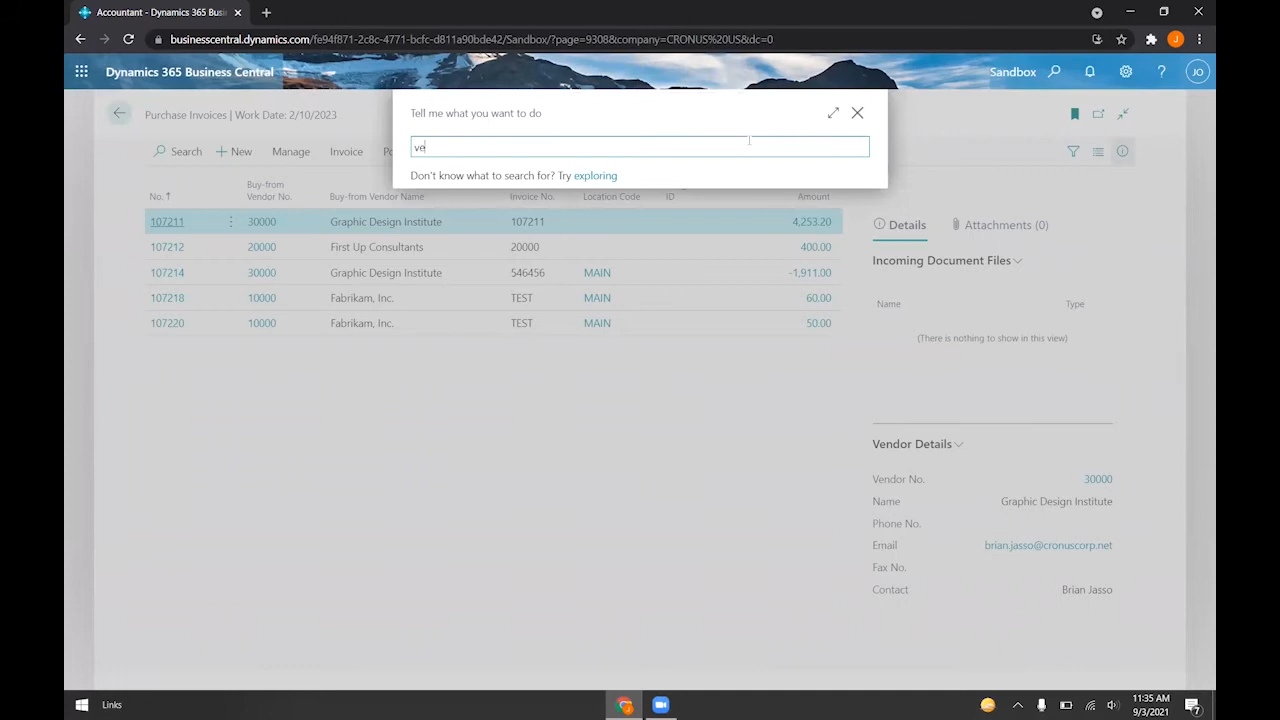 Accountant - Dynamics 365 Busin
businesscentral.dynamics.com/fe94f871-2c8c-4771-bcfc-d811a90bde42/Sandbox/?page=9308&company=CRONUS%20US&dc=0
Dynamics 365 Business Central
Sandbox
JO
Tell me what you want to do
ve
Don't know what to search for? Try exploring
Purchase Invoices | Work Date: 2/10/2023
Search New Manage Invoice
No. ↑ Buy-from Vendor No. Buy-from Vendor Name Invoice No. Location Code ID Amount
107211 30000 Graphic Design Institute 107211 4,253.20
107212 20000 First Up Consultants 20000 400.00
107214 30000 Graphic Design Institute 546456 MAIN -1,911.00
107218 10000 Fabrikam, Inc. TEST MAIN 60.00
107220 10000 Fabrikam, Inc. TEST MAIN 50.00
Details Attachments (0)
Incoming Document Files
Name Type
(There is nothing to show in this view)
Vendor Details
Vendor No. 30000
Name Graphic Design Institute
Phone No.
Email brian.jasso@cronuscorp.net
Fax No.
Contact Brian Jasso
Links
11:35 AM
9/3/2021
7